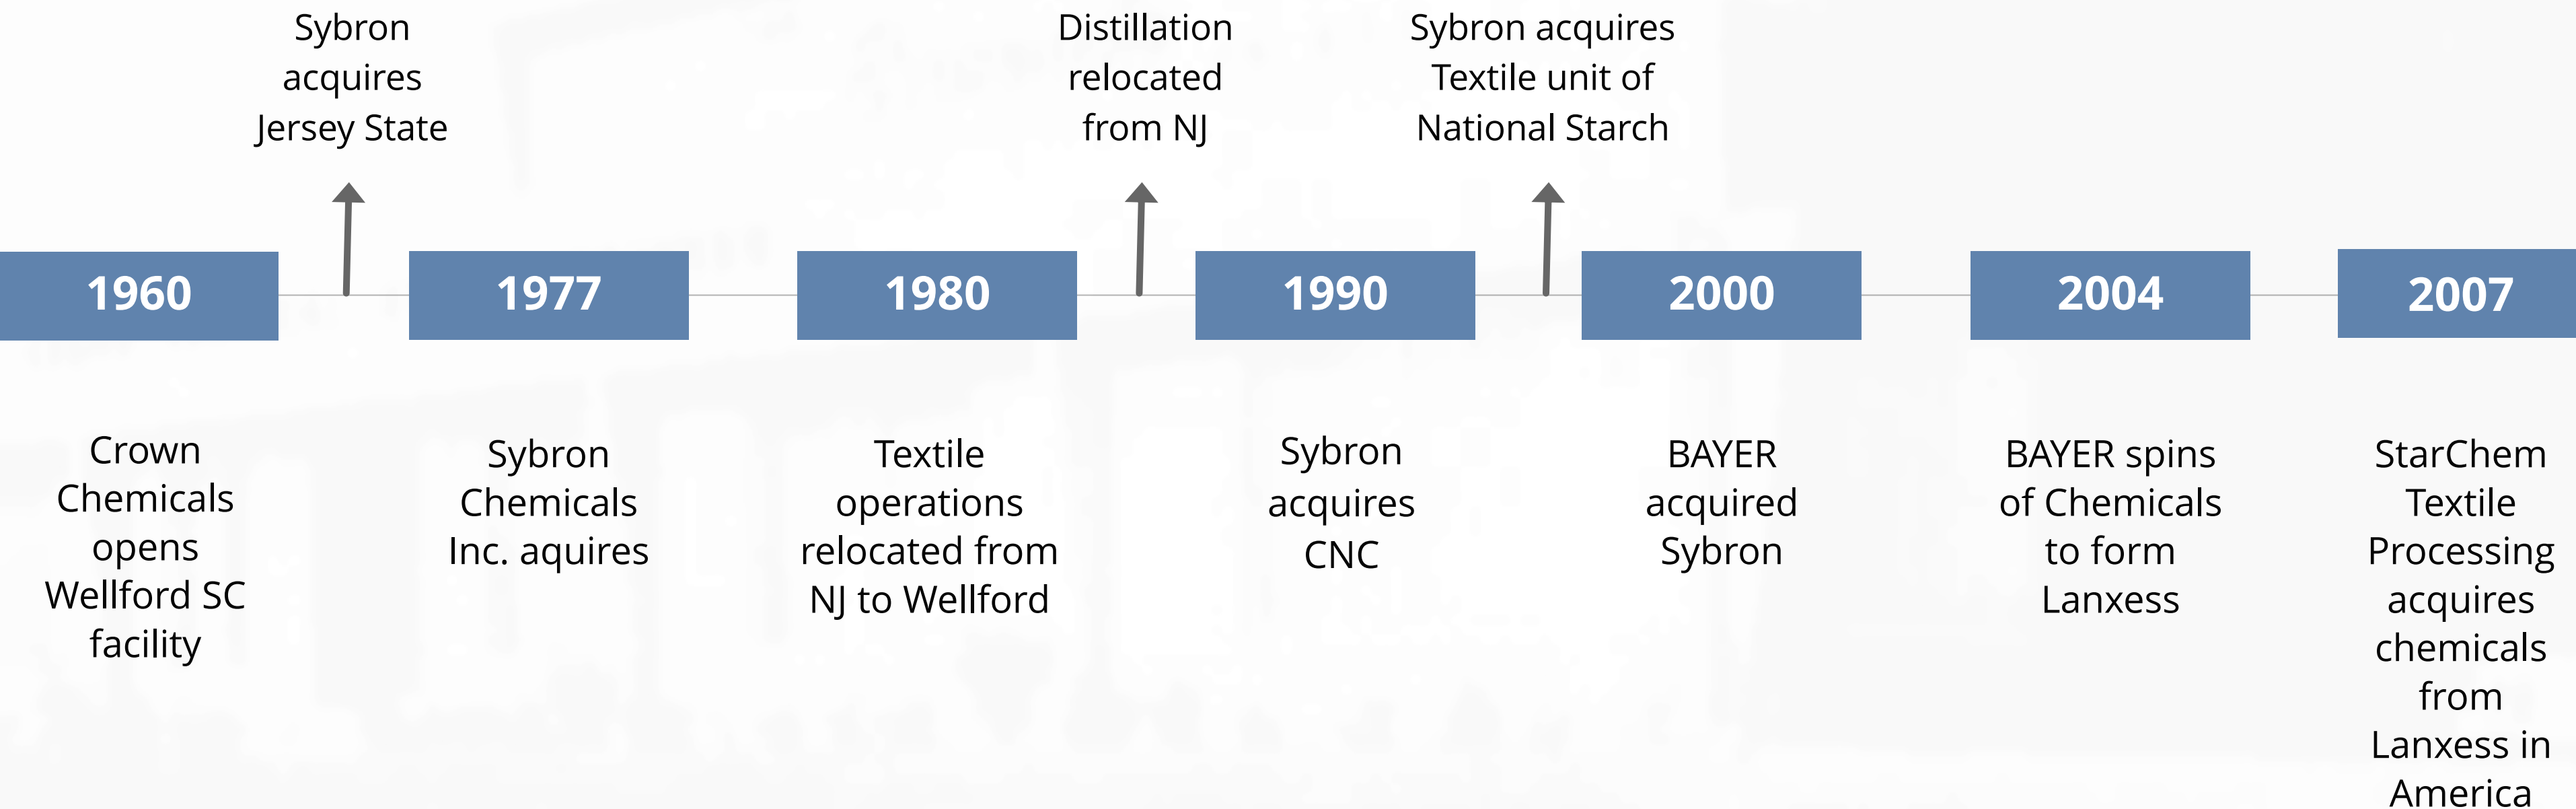 Sybron
acquires
Jersey State
Distillation
relocated
from NJ
Sybron acquires
Textile unit of
National Starch
1960
1977
1980
1990
2000
2004
2007
Crown
Chemicals
opens
Wellford SC
facility
Sybron
Chemicals
Inc. aquires
Textile
operations
relocated from
NJ to Wellford
Sybron
acquires
CNC
BAYER
acquired
Sybron
BAYER spins
of Chemicals
to form
Lanxess
StarChem
Textile
Processing
acquires
chemicals
from
Lanxess in
America